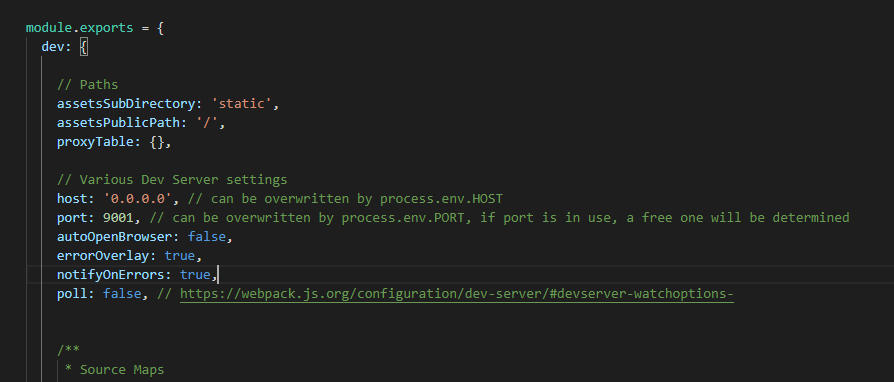 module.exports = {
dev: {
// Paths
assetsSubDirectory: 'static',
assetsPublicPath: '/',
proxyTable: {},
// Various Dev Server settings
host: '0.0.0.0', // can be overwritten by process.env.HOST
port: 9001, // can be overwritten by process.env.PORT, if port is in use, a free one will be determined
autoOpenBrowser: false,
errorOverlay: true,
notifyOnErrors: true,
poll: false, // https://webpack.js.org/configuration/dev-server/#devserver-watchoptions-
/**
* Source Maps